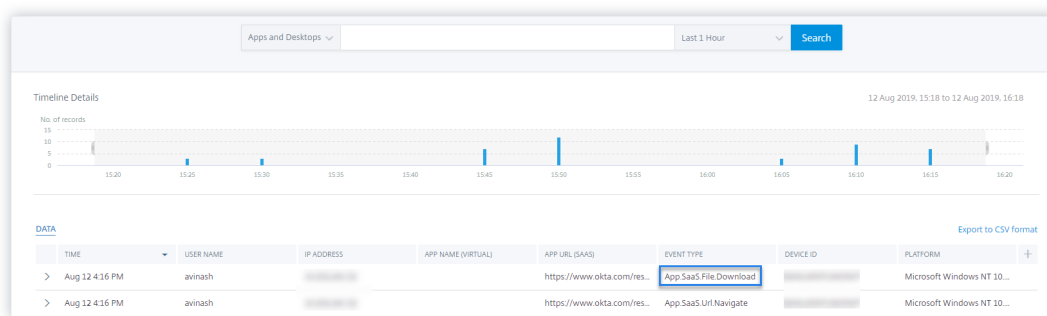 Apps and Desktops Last 1 Hour Search
Timeline Details 12 Aug 2019, 15:18 to 12 Aug 2019, 16:18
No. of records
15
10
5
0
15:20 15:25 15:30 15:35 15:40 15:45 15:50 15:55 16:00 16:05 16:10 16:15 16:20
DATA Export to CSV format
TIME USER NAME IP ADDRESS APP NAME (VIRTUAL) APP URL (SAAS) EVENT TYPE DEVICE ID PLATFORM +
> Aug 12 4:16 PM avinash https://www.okta.com/res... App.SaaS.File.Download Microsoft Windows NT 10...
> Aug 12 4:16 PM avinash https://www.okta.com/res... App.SaaS.Url.Navigate Microsoft Windows NT 10...